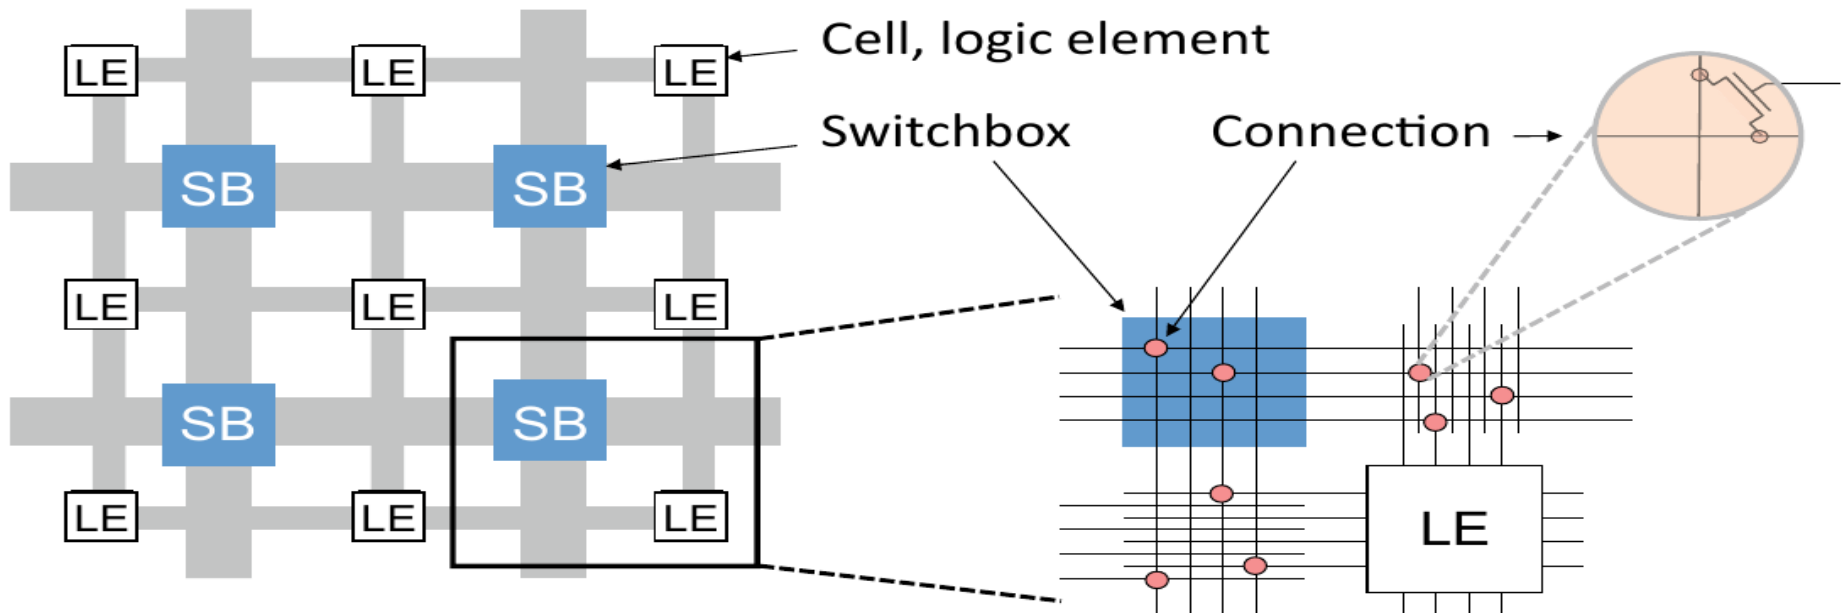 LE LE LE
Cell, logic element
SB SB
Switchbox
Connection
LE LE LE
SB SB
LE LE LE
LE